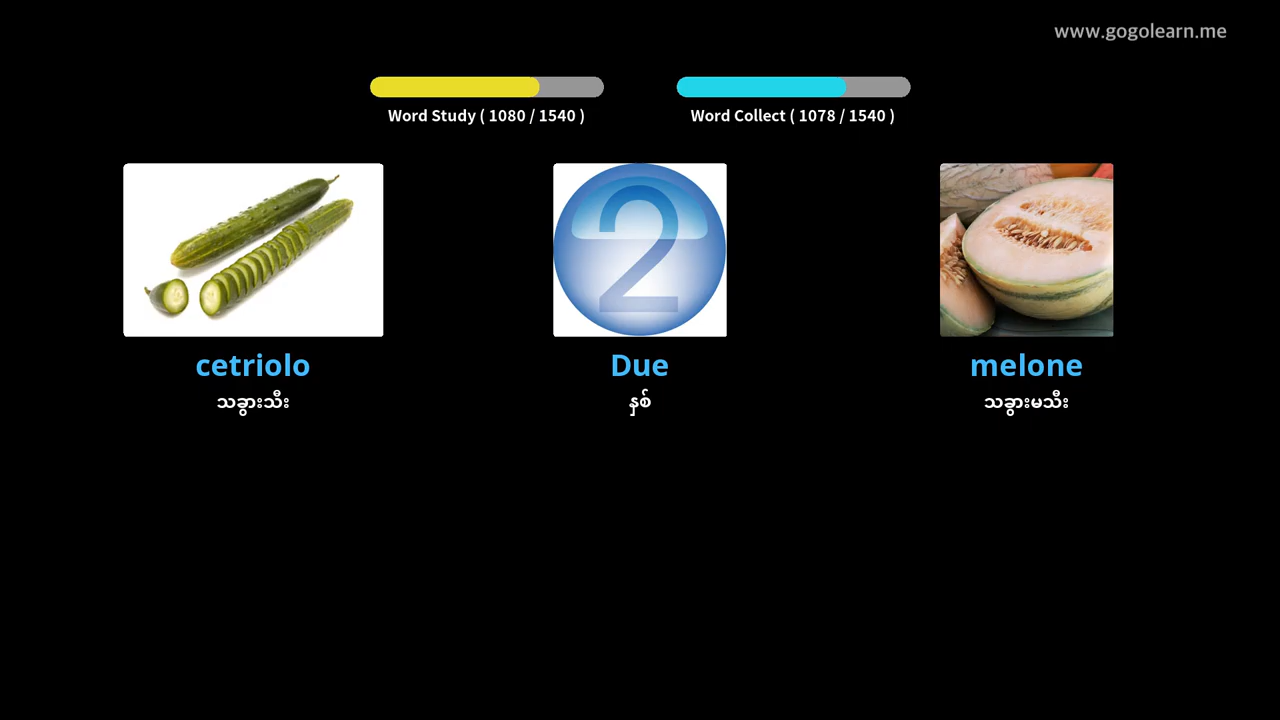 www.gogolearn.me
Word Study ( 1080 / 1540 )
Word Collect ( 1078 / 1540 )
2
cetriolo
Due
melone
သခွားသီး
နှစ်
သခွားမသီး